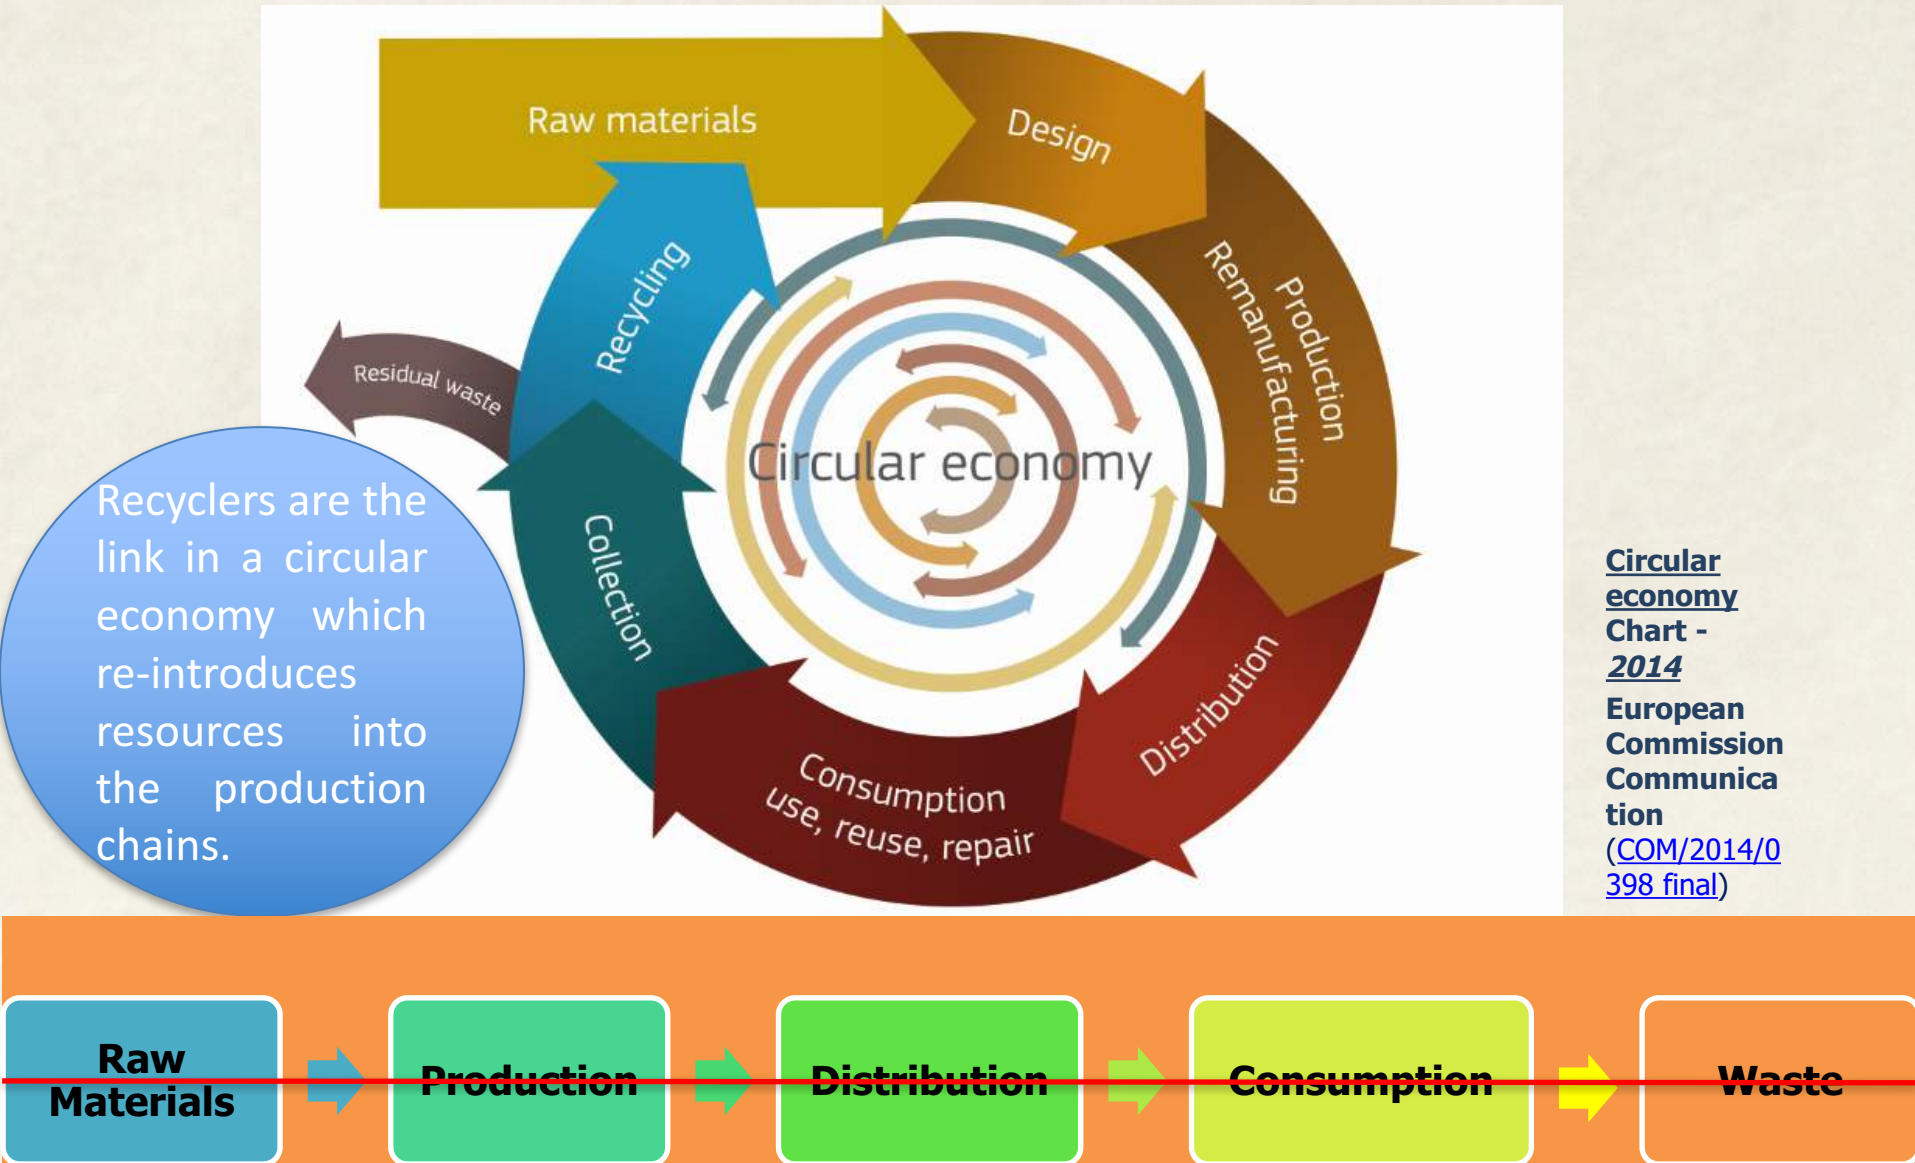 Raw materials
Design
Production
Remanufacturing
Recycling
Residual waste
Circular economy
Collection
Distribution
Consumption
use, reuse, repair
Recyclers are the
link in a circular
economy which
re-introduces
resources into
the production
chains.
Circular
economy
Chart -
2014
European
Commission
Communica
tion
(COM/2014/0
398 final)
Raw
Materials
Production
Distribution
Consumption
Waste